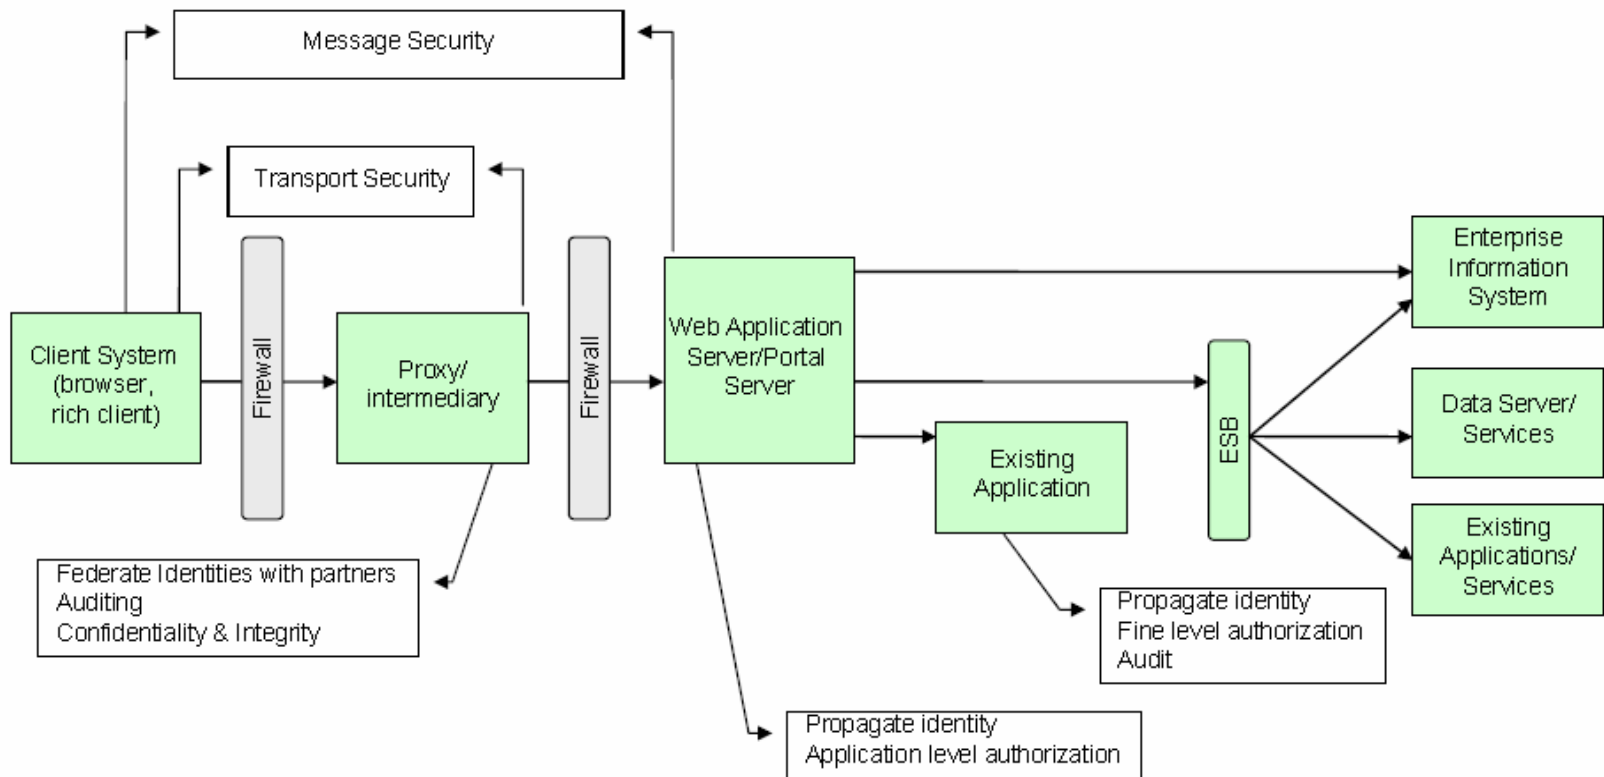 Message Security
Transport Security
Client System
(browser,
rich client)
Firewall
Proxy/
intermediary
Firewall
Web Application
Server/Portal
Server
Enterprise
Information
System
ESB
Data Server/
Services
Existing
Application
Existing
Applications/
Services
Federate Identities with partners
Auditing
Confidentiality & Integrity
Propagate identity
Fine level authorization
Audit
Propagate identity
Application level authorization